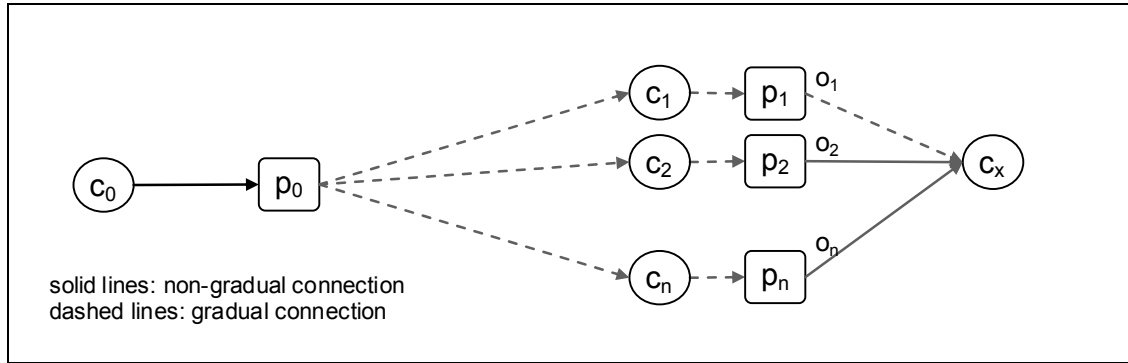 c₁ p₁ o₁
c₂ p₂ o₂ cₓ
c₀ p₀
cₙ pₙ oₙ
solid lines: non-gradual connection
dashed lines: gradual connection